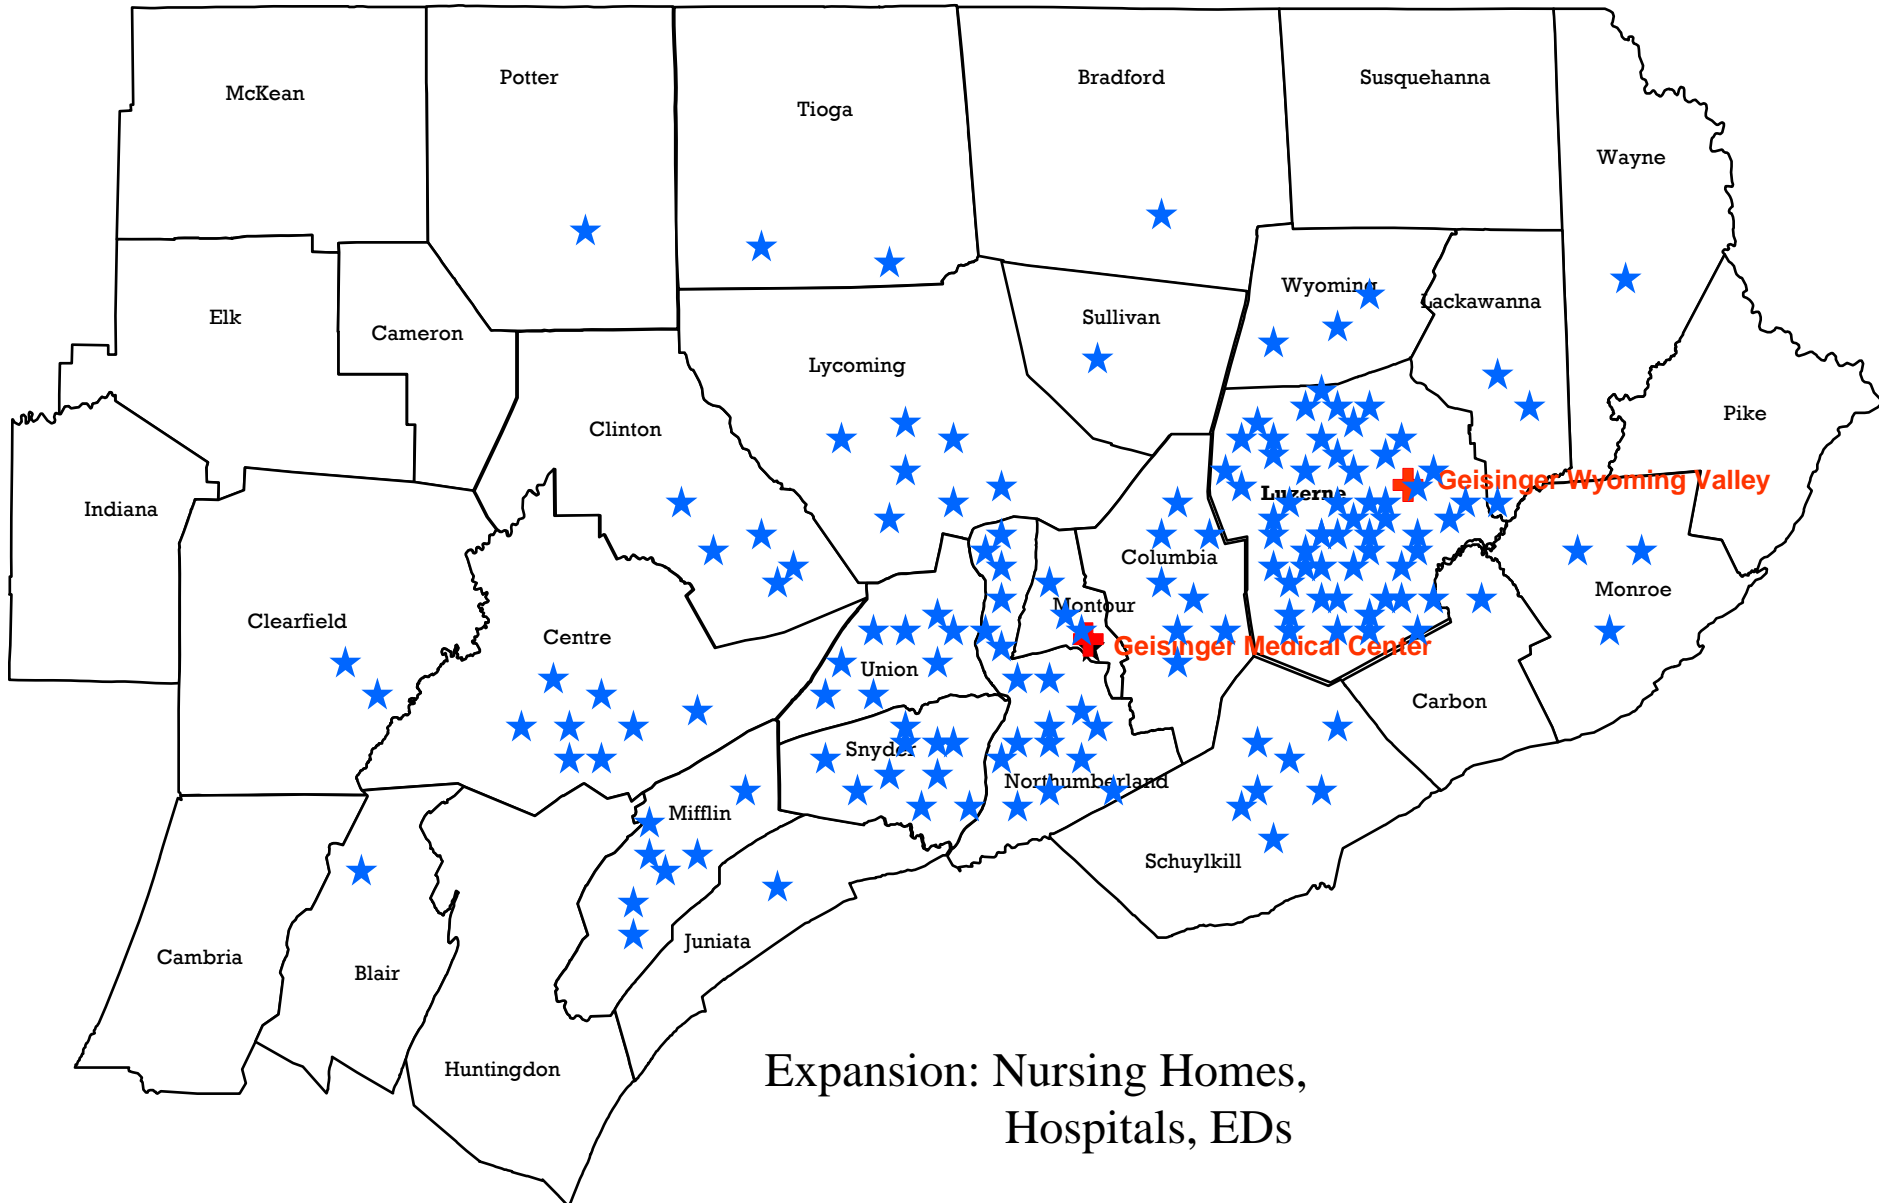 McKean
Potter
Tioga
Bradford
Susquehanna
Wayne
Elk
Cameron
Lycoming
Sullivan
Wyoming
Lackawanna
Pike
Clinton
Indiana
Luzerne
Geisinger Wyoming Valley
Columbia
Monroe
Montour
Clearfield
Centre
Union
Geisinger Medical Center
Carbon
Snyder
Northumberland
Mifflin
Schuylkill
Juniata
Cambria
Blair
Huntingdon
Expansion: Nursing Homes,
Hospitals, EDs